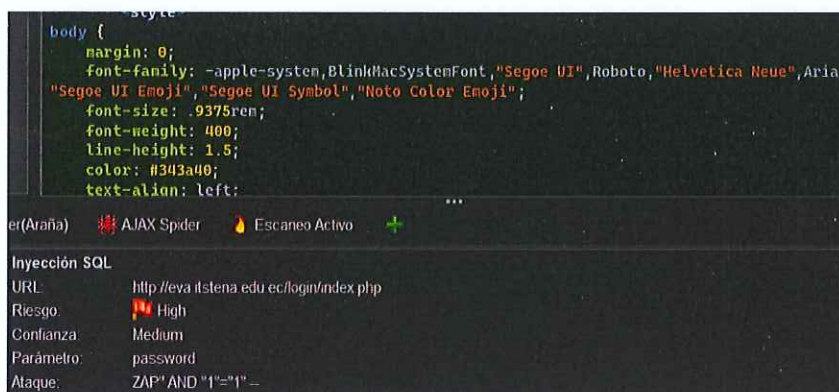 <style>
body {
margin: 0;
font-family: -apple-system,BlinkMacSystemFont,"Segoe UI",Roboto,"Helvetica Neue",Aria
"Segoe UI Emoji","Segoe UI Symbol","Noto Color Emoji";
font-size: .9375rem;
font-weight: 400;
line-height: 1.5;
color: #343a40;
text-align: left;
er(Araña) AJAX Spider Escaneo Activo
Inyección SQL
URL: http://eva.itstena.edu.ec/login/index.php
Riesgo: High
Confianza: Medium
Parámetro: password
Ataque: ZAP" AND "1"="1" --